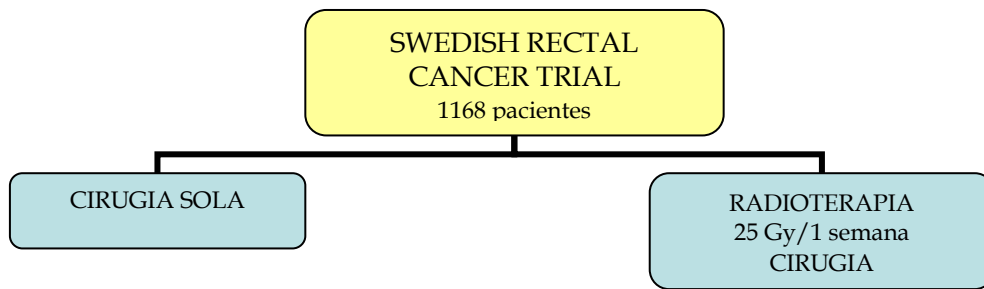 SWEDISH RECTAL
CANCER TRIAL
1168 pacientes
CIRUGIA SOLA
RADIOTERAPIA
25 Gy/1 semana
CIRUGIA